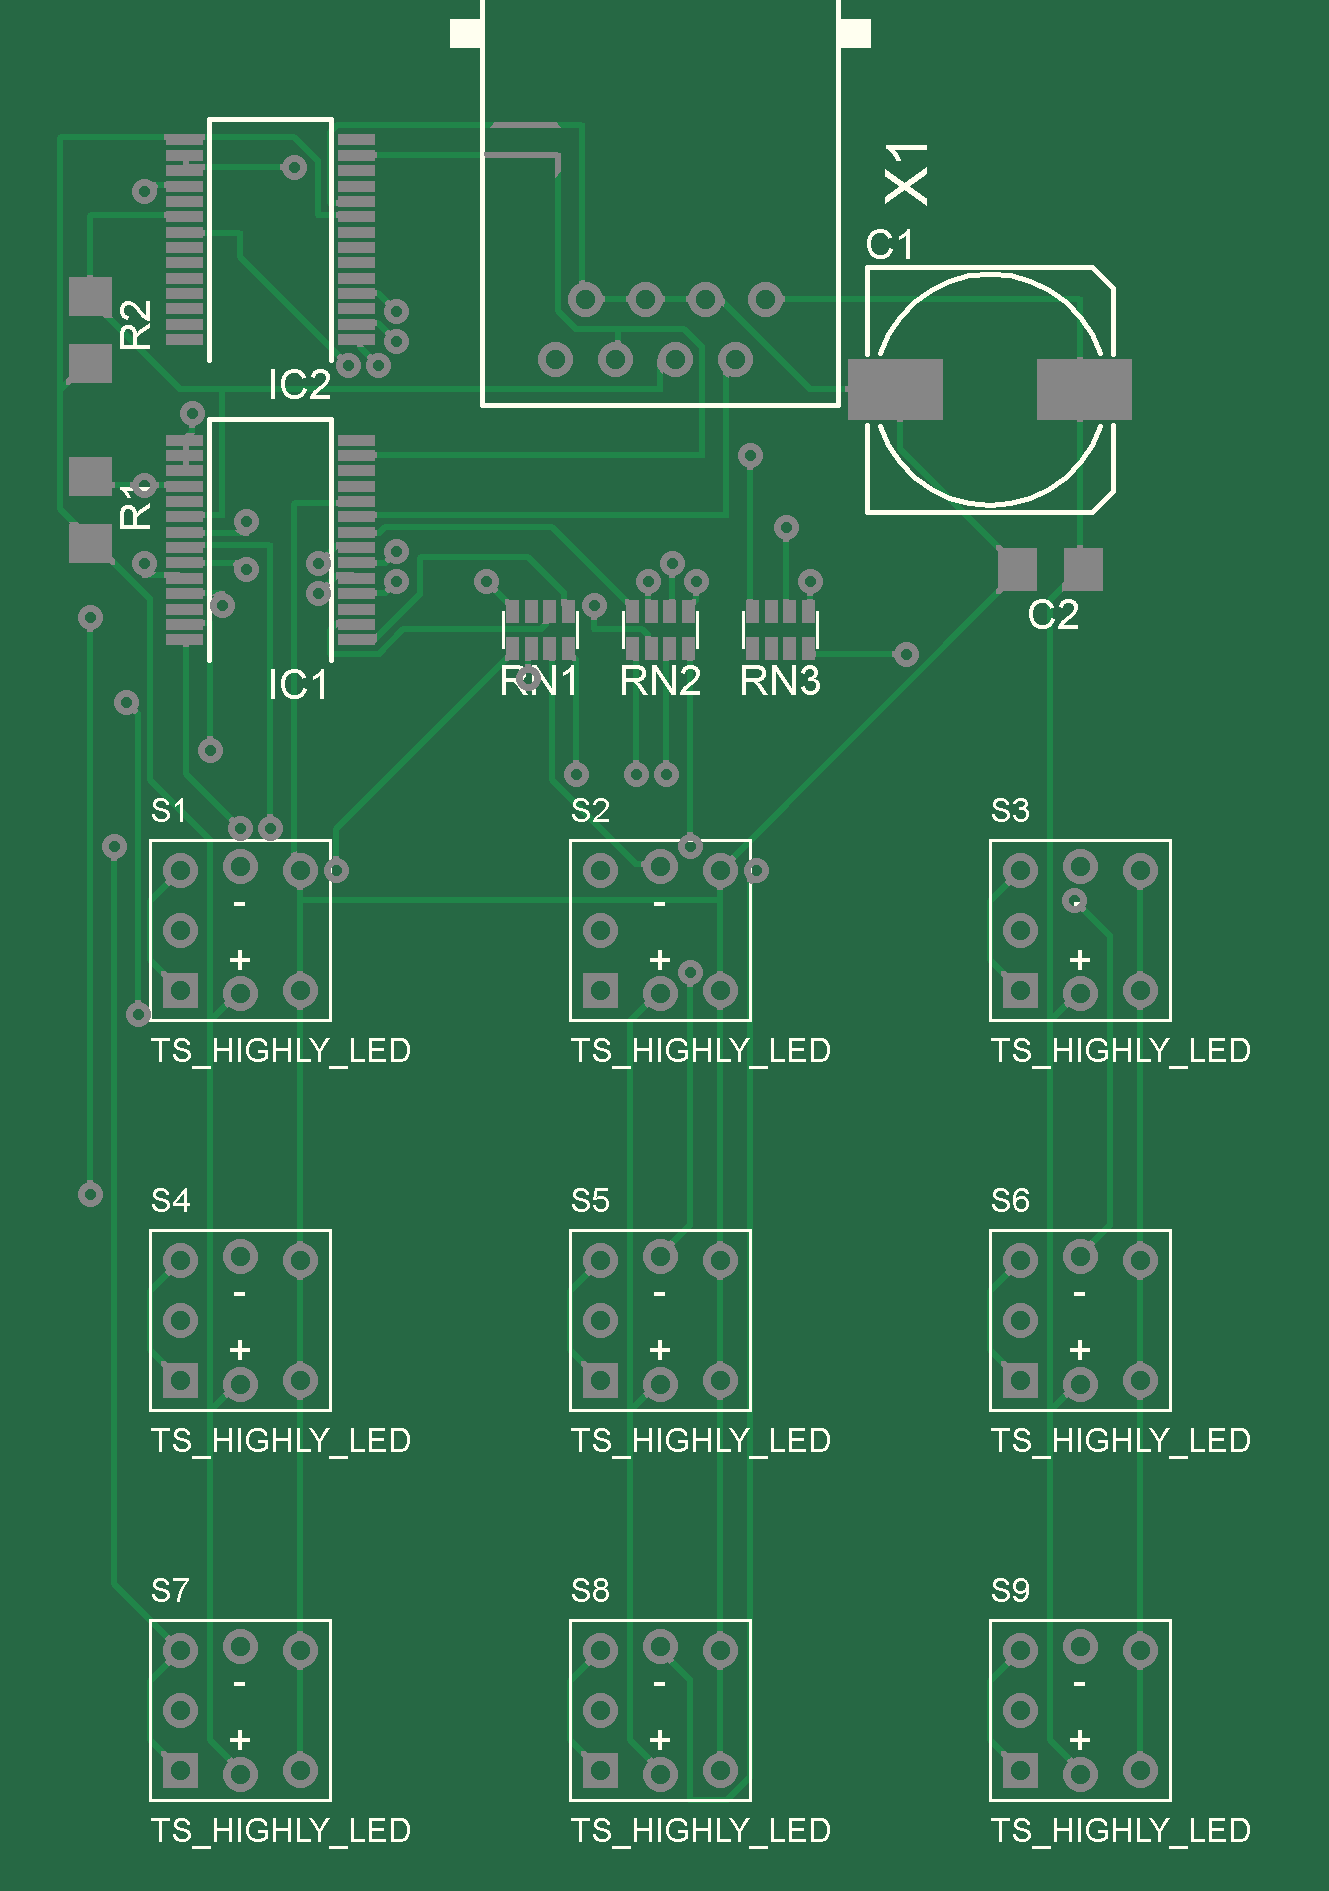 X1
C1
R2
IC2
R1
C2
IC1
RN1
RN2
RN3
S1
S2
S3
-
-
-
+
+
+
TS_HIGHLY_LED
TS_HIGHLY_LED
TS_HIGHLY_LED
S4
S5
S6
-
-
-
+
+
+
TS_HIGHLY_LED
TS_HIGHLY_LED
TS_HIGHLY_LED
S7
S8
S9
-
-
-
+
+
+
TS_HIGHLY_LED
TS_HIGHLY_LED
TS_HIGHLY_LED